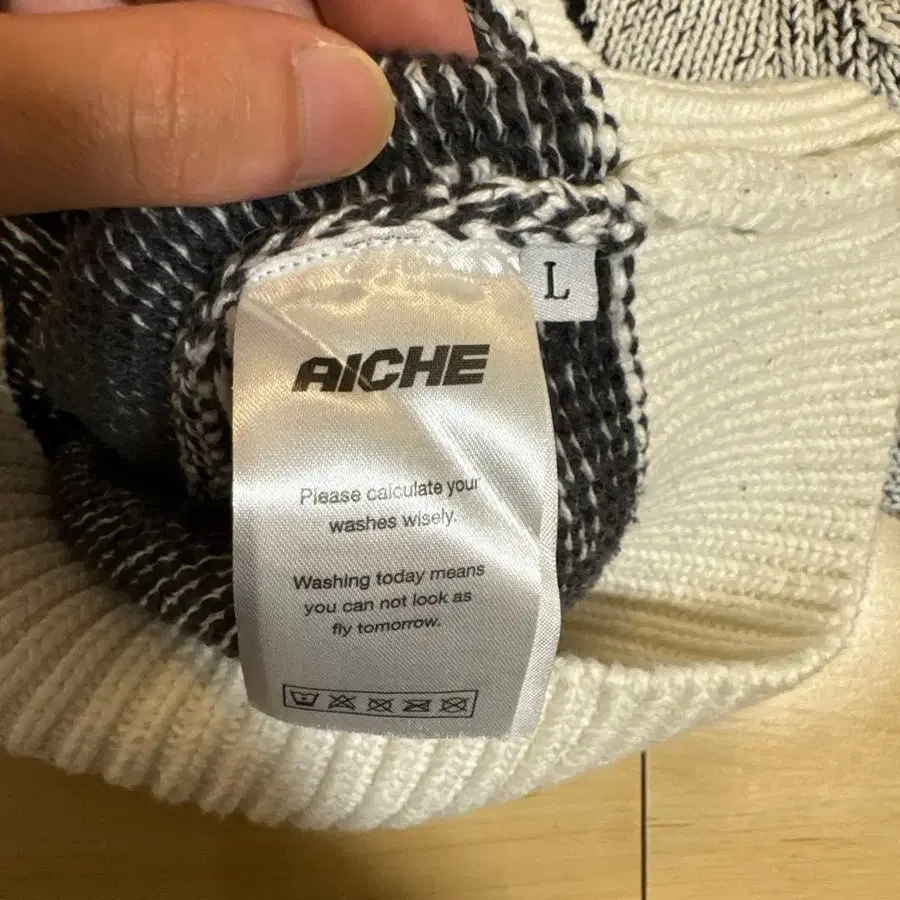 L
AICHE
Please calculate your
washes wisely.
Washing today means
you can not look as
fly tomorrow.